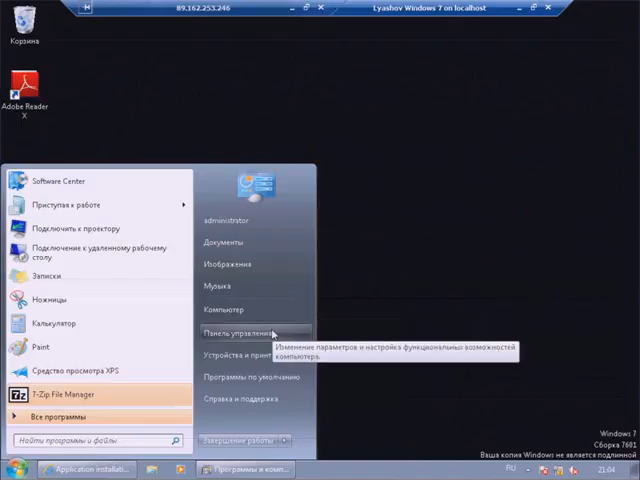 89.162.253.246
Lyashov Windows 7 on localhost
Корзина
Adobe Reader
X
Software Center
Приступая к работе
Подключить к проектору
Подключение к удаленному рабочему
столу
Записки
Ножницы
Калькулятор
Paint
Средство просмотра XPS
7-Zip File Manager
Все программы
Найти программы и файлы
administrator
Документы
Изображения
Музыка
Компьютер
Панель управления
Изменение параметров и настройка функциональных возможностей
компьютера.
Устройства и принт
Программы по умолчанию
Справка и поддержка
Завершение работы
Windows 7
Сборка 7601
Ваша копия Windows не является подлинной
Application installati...
Программы и комп...
RU
21:04